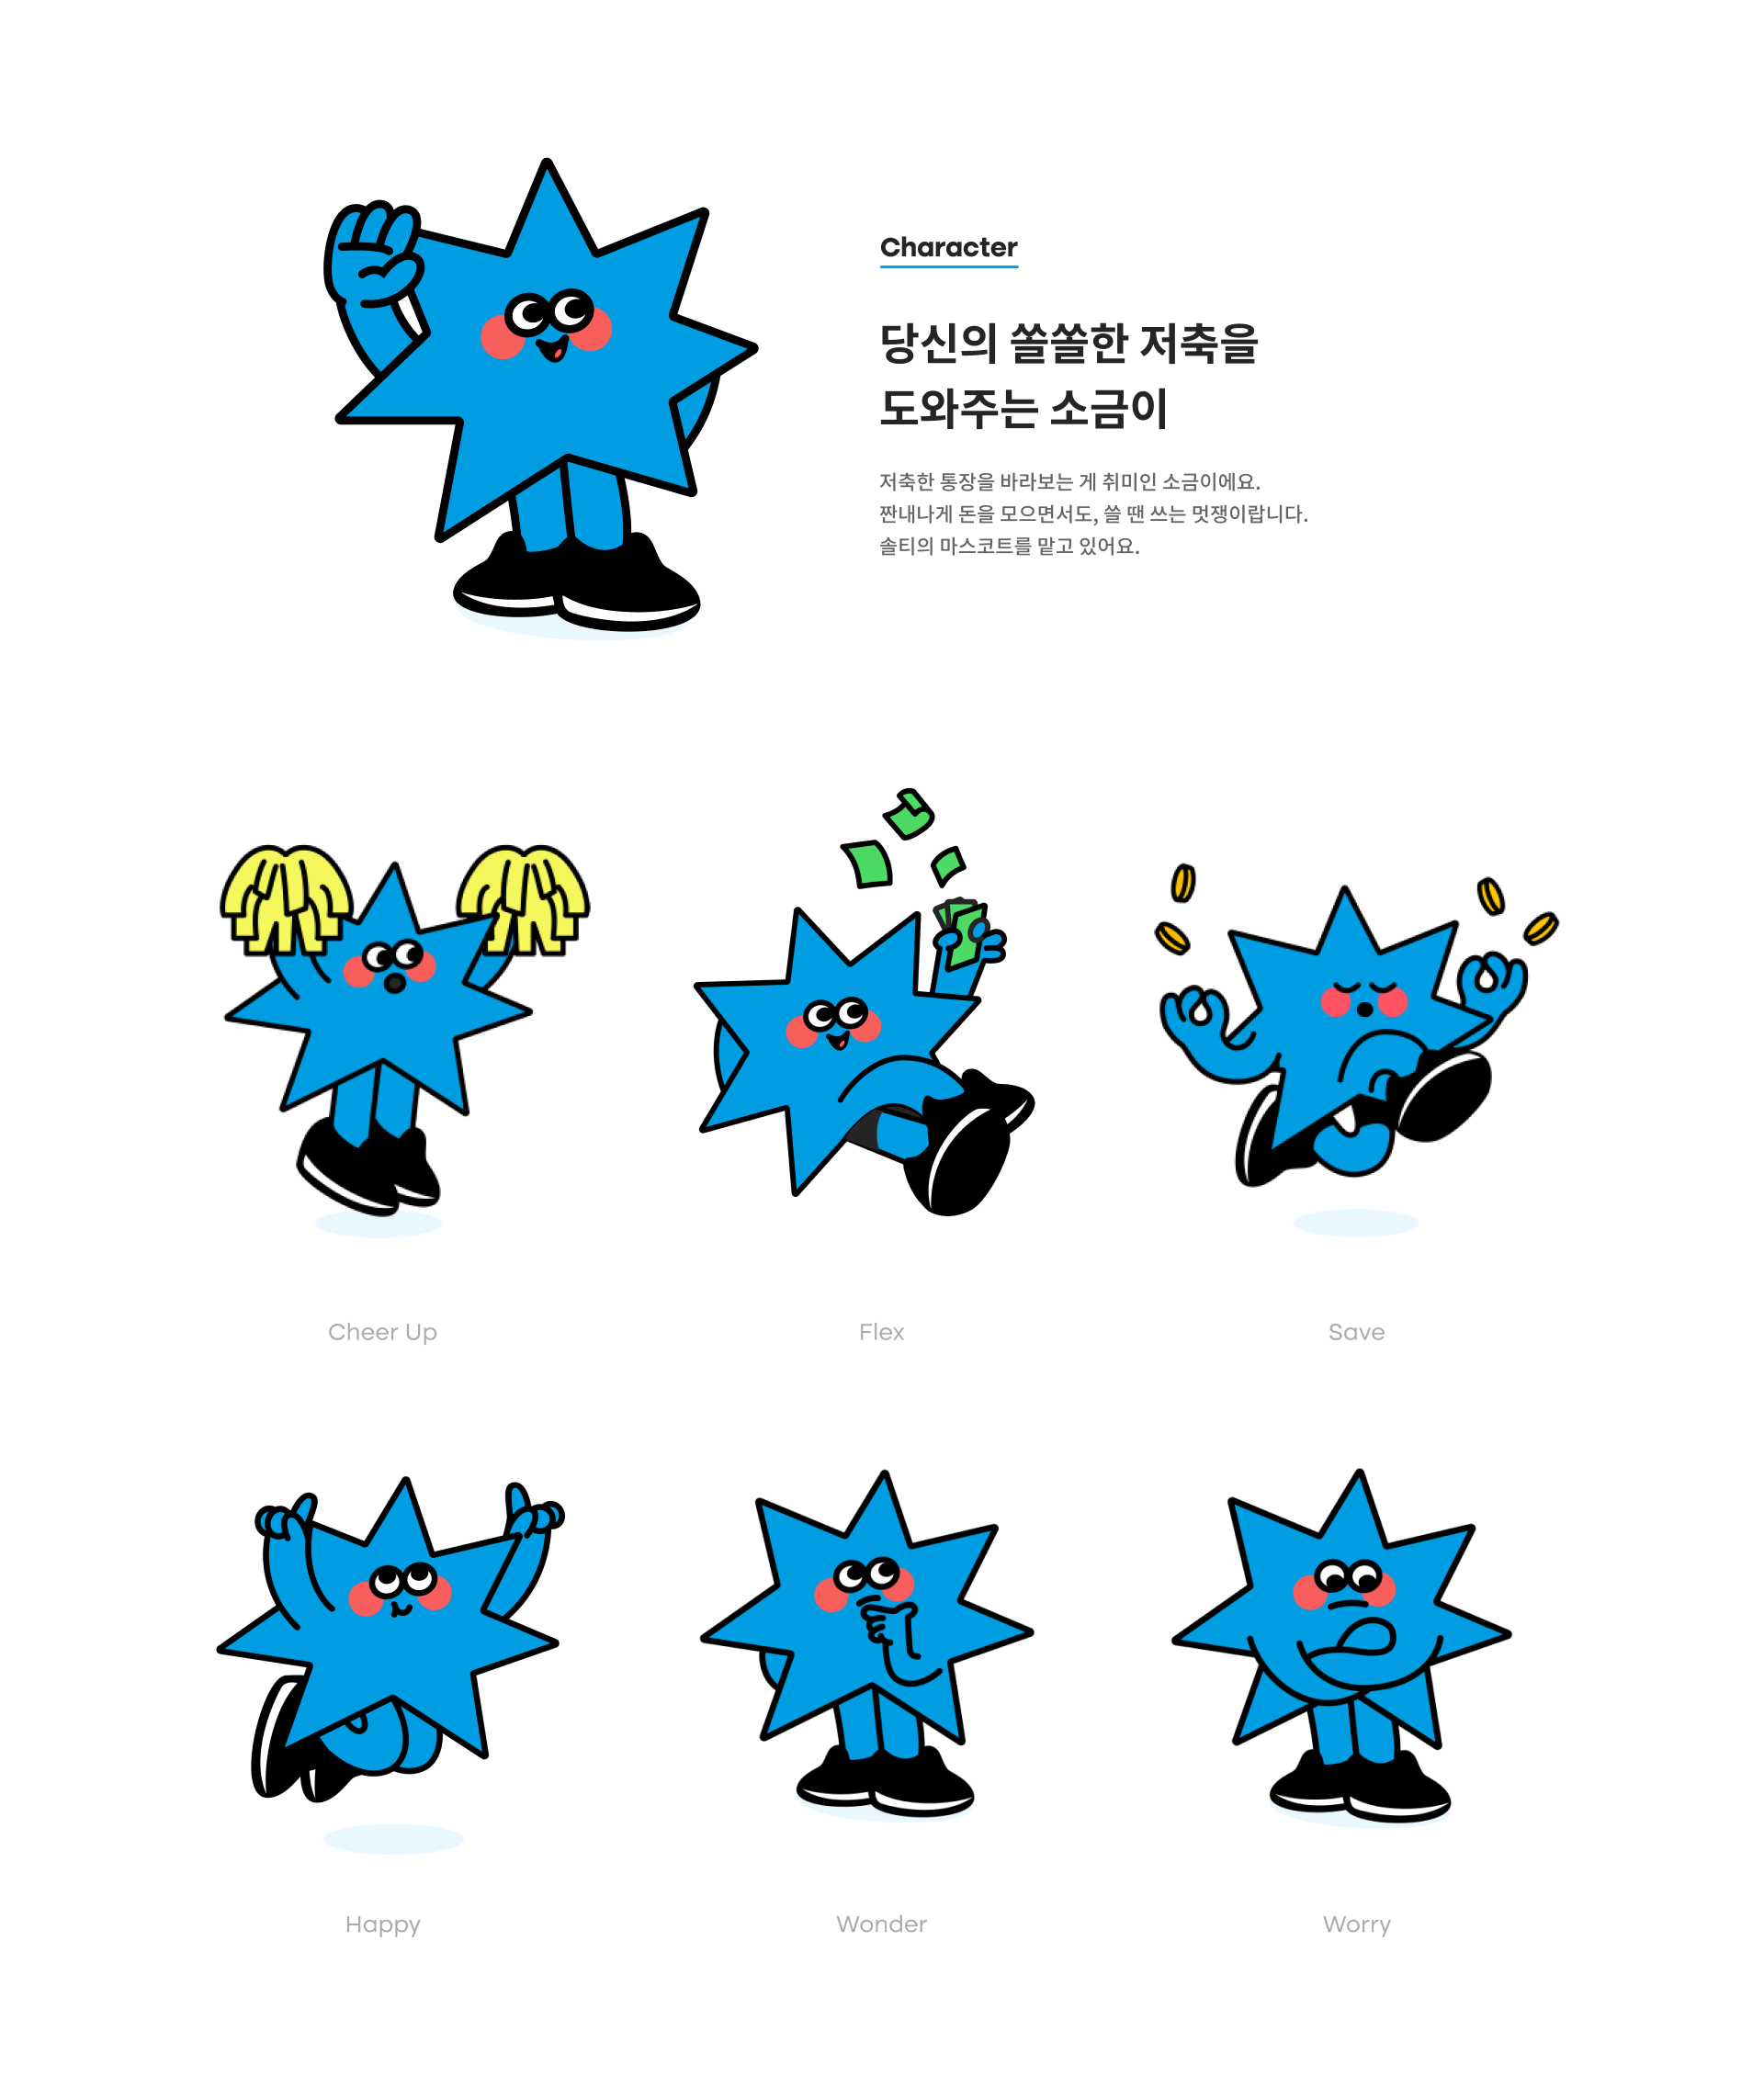 Character
당신의 쓸쓸한 저축을
도와주는 소금이
저축한 통장을 바라보는 게 취미인 소금이에요.
짠내나게 돈을 모으면서도, 쓸 땐 쓰는 멋쟁이랍니다.
솔티의 마스코트를 맡고 있어요.
Cheer Up
Flex
Save
Happy
Wonder
Worry